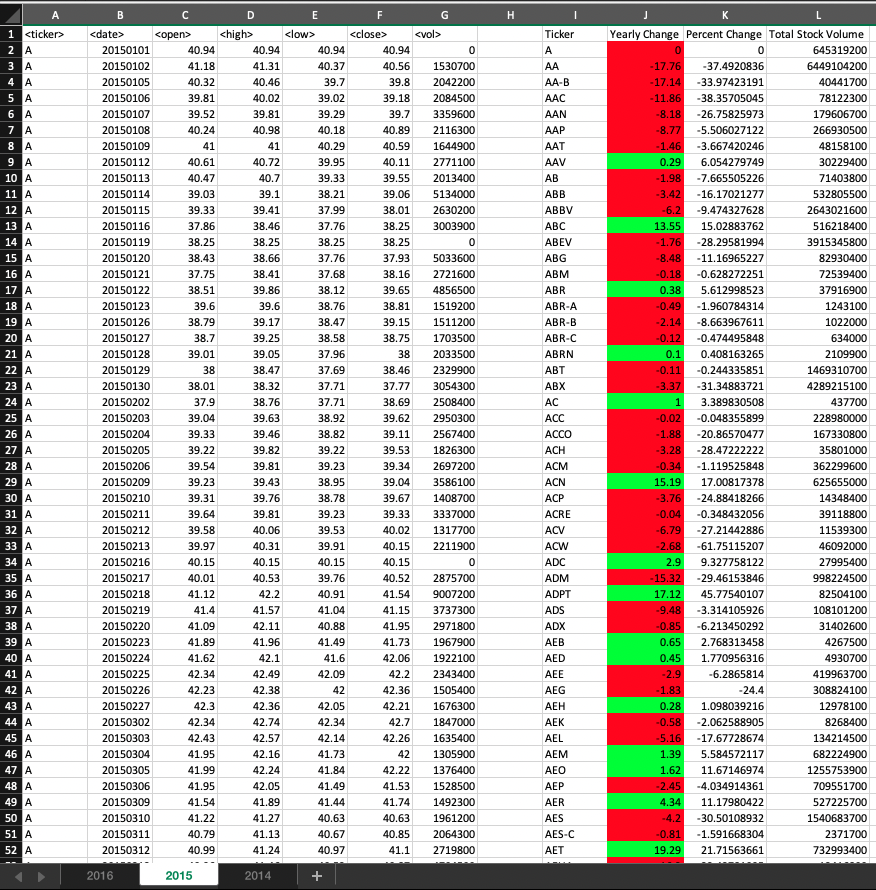 A B C D E F G H I J K L
1 <ticker> <date> <open> <high> <low> <close> <vol> Ticker Yearly Change Percent Change Total Stock Volume
2 A 20150101 40.94 40.94 40.94 40.94 0 A 0 0 645319200
3 A 20150102 41.18 41.31 40.37 40.56 1530700 AA -17.76 -37.4920836 6449104200
4 A 20150105 40.32 40.46 39.7 39.8 2042200 AA-B -17.14 -33.97423191 40441700
5 A 20150106 39.81 40.02 39.02 39.18 2084500 AAC -11.86 -38.35705045 78122300
6 A 20150107 39.52 39.81 39.29 39.7 3359600 AAN -8.18 -26.75825973 179606700
7 A 20150108 40.24 40.98 40.18 40.89 2116300 AAP -8.77 -5.506027122 266930500
8 A 20150109 41 41 40.29 40.59 1644900 AAT -1.46 -3.667420246 48158100
9 A 20150112 40.61 40.72 39.95 40.11 2771100 AAV 0.29 6.054279749 30229400
10 A 20150113 40.47 40.7 39.33 39.55 2013400 AB -1.98 -7.665505226 71403800
11 A 20150114 39.03 39.1 38.21 39.06 5134000 ABB -3.42 -16.17021277 532805500
12 A 20150115 39.33 39.41 37.99 38.01 2630200 ABBV -6.2 -9.474327628 2643021600
13 A 20150116 37.86 38.46 37.76 38.25 3003900 ABC 13.55 15.02883762 516218400
14 A 20150119 38.25 38.25 38.25 38.25 0 ABEV -1.76 -28.29581994 3915345800
15 A 20150120 38.43 38.66 37.76 37.93 5033600 ABG -8.48 -11.16965227 82930400
16 A 20150121 37.75 38.41 37.68 38.16 2721600 ABM -0.18 -0.628272251 72539400
17 A 20150122 38.51 39.86 38.12 39.65 4856500 ABR 0.38 5.612998523 37916900
18 A 20150123 39.6 39.6 38.76 38.81 1519200 ABR-A -0.49 -1.960784314 1243100
19 A 20150126 38.79 39.17 38.47 39.15 1511200 ABR-B -2.14 -8.663967611 1022000
20 A 20150127 38.7 39.25 38.58 38.75 1703500 ABR-C -0.12 -0.474495848 634000
21 A 20150128 39.01 39.05 37.96 38 2033500 ABRN 0.1 0.408163265 2109900
22 A 20150129 38 38.47 37.69 38.46 2329900 ABT -0.11 -0.244335851 1469310700
23 A 20150130 38.01 38.32 37.71 37.77 3054300 ABX -3.37 -31.34883721 4289215100
24 A 20150202 37.9 38.76 37.71 38.69 2508400 AC 1 3.389830508 437700
25 A 20150203 39.04 39.63 38.92 39.62 2950300 ACC -0.02 -0.048355899 228980000
26 A 20150204 39.33 39.46 38.82 39.11 2567400 ACCO -1.88 -20.86570477 167330800
27 A 20150205 39.22 39.82 39.22 39.53 1826300 ACH -3.28 -28.47222222 35801000
28 A 20150206 39.54 39.81 39.23 39.34 2697200 ACM -0.34 -1.119525848 362299600
29 A 20150209 39.23 39.43 38.95 39.04 3586100 ACN 15.19 17.00817378 625655000
30 A 20150210 39.31 39.76 38.78 39.67 1408700 ACP -3.76 -24.88418266 14348400
31 A 20150211 39.64 39.81 39.23 39.33 3337000 ACRE -0.04 -0.348432056 39118800
32 A 20150212 39.58 40.06 39.53 40.02 1317700 ACV -6.79 -27.21442886 11539300
33 A 20150213 39.97 40.31 39.91 40.15 2211900 ACW -2.68 -61.75115207 46092000
34 A 20150216 40.15 40.15 40.15 40.15 0 ADC 2.9 9.327758122 27995400
35 A 20150217 40.01 40.53 39.76 40.52 2875700 ADM -15.32 -29.46153846 998224500
36 A 20150218 41.12 42.2 40.91 41.54 9007200 ADPT 17.12 45.77540107 82504100
37 A 20150219 41.4 41.57 41.04 41.15 3737300 ADS -9.48 -3.314105926 108101200
38 A 20150220 41.09 42.11 40.88 41.95 2971800 ADX -0.85 -6.213450292 31402600
39 A 20150223 41.89 41.96 41.49 41.73 1967900 AEB 0.65 2.768313458 4267500
40 A 20150224 41.62 42.1 41.6 42.06 1922100 AED 0.45 1.770956316 4930700
41 A 20150225 42.34 42.49 42.09 42.2 2343400 AEE -2.9 -6.2865814 419963700
42 A 20150226 42.23 42.38 42 42.36 1505400 AEG -1.83 -24.4 308824100
43 A 20150227 42.3 42.36 42.05 42.21 1676300 AEH 0.28 1.098039216 12978100
44 A 20150302 42.34 42.74 42.34 42.7 1847000 AEK -0.58 -2.062588905 8268400
45 A 20150303 42.43 42.57 42.14 42.26 1635400 AEL -5.16 -17.67728674 134214500
46 A 20150304 41.95 42.16 41.73 42 1305900 AEM 1.39 5.584572117 682224900
47 A 20150305 41.99 42.24 41.84 42.22 1376400 AEO 1.62 11.67146974 1255753900
48 A 20150306 41.95 42.05 41.49 41.53 1528500 AEP -2.45 -4.034914361 709551700
49 A 20150309 41.54 41.89 41.44 41.74 1492300 AER 4.34 11.17980422 527225700
50 A 20150310 41.22 41.27 40.63 40.63 1961200 AES -4.2 -30.50108932 1540683700
51 A 20150311 40.79 41.13 40.67 40.85 2064300 AES-C -0.81 -1.591668304 2371700
52 A 20150312 40.99 41.24 40.97 41.1 2719800 AET 19.29 21.71563661 732993400
2016 2015 2014 +